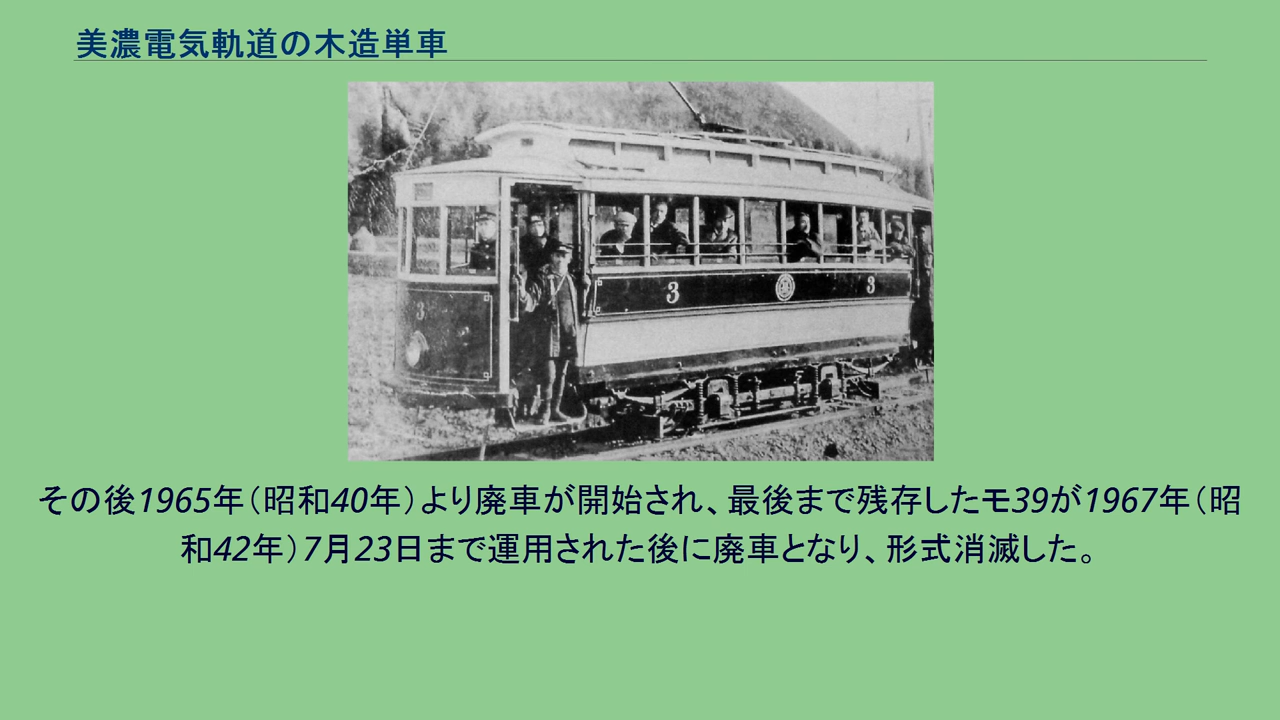 美濃電気軌道の木造単車
3
3
3
その後1965年（昭和40年）より廃車が開始され、最後まで残存したモ39が1967年（昭
和42年）7月23日まで運用された後に廃車となり、形式消滅した。